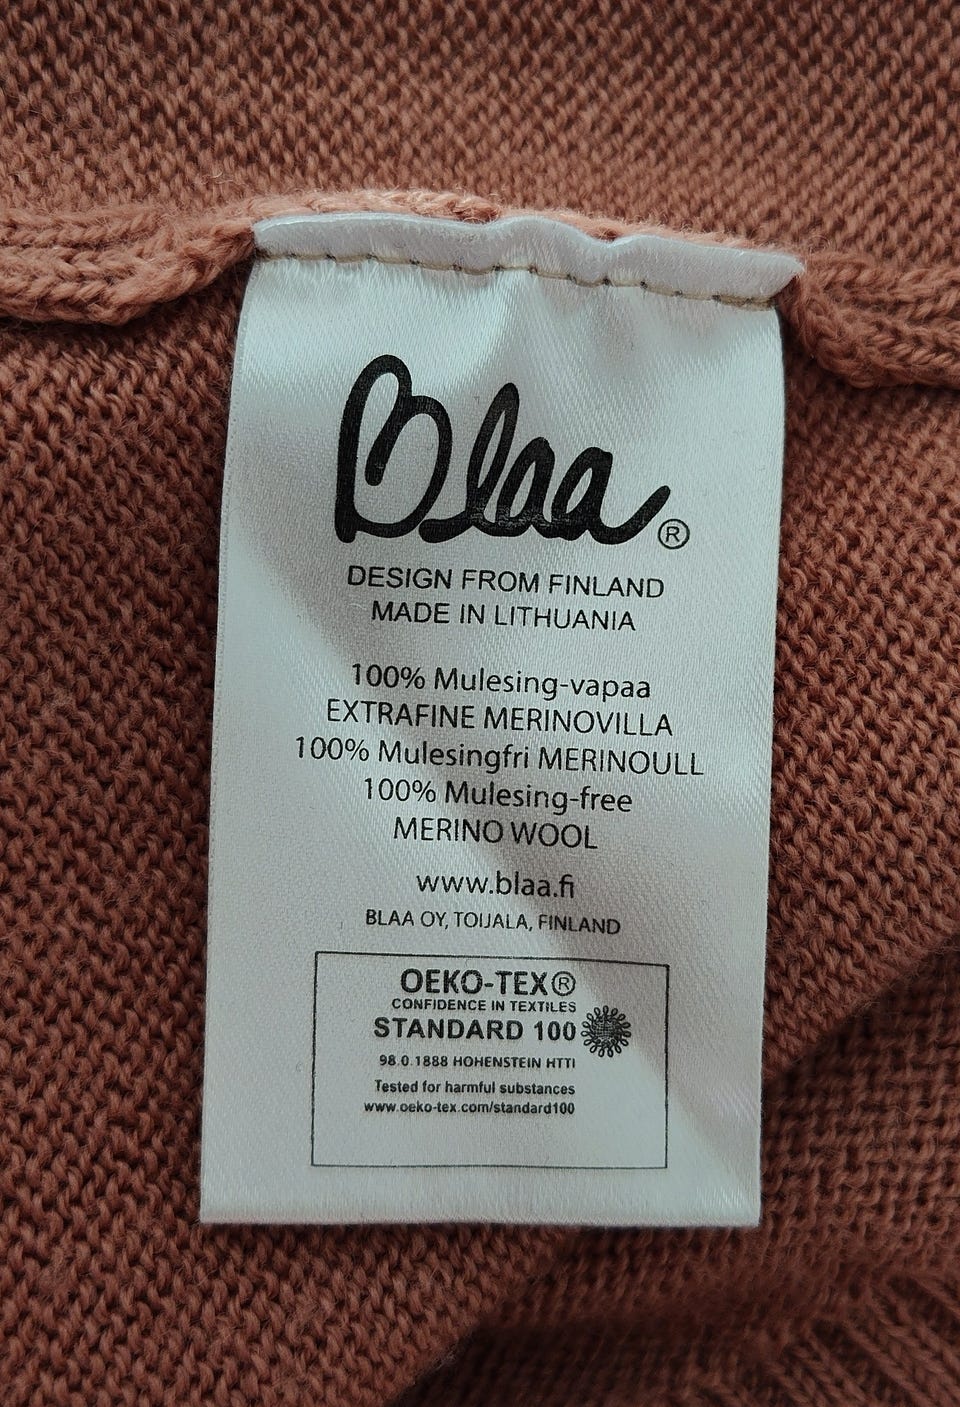 Blaa®
DESIGN FROM FINLAND
MADE IN LITHUANIA
100% Mulesing-vapaa
EXTRAFINE MERINOVILLA
100% Mulesingfri MERINOULL
100% Mulesing-free
MERINO WOOL
www.blaa.fi
BLAA OY, TOIJALA, FINLAND
OEKO-TEX®
CONFIDENCE IN TEXTILES
STANDARD 100
98.0.1888 HOHENSTEIN HTTI
Tested for harmful substances
www.oeko-tex.com/standard100